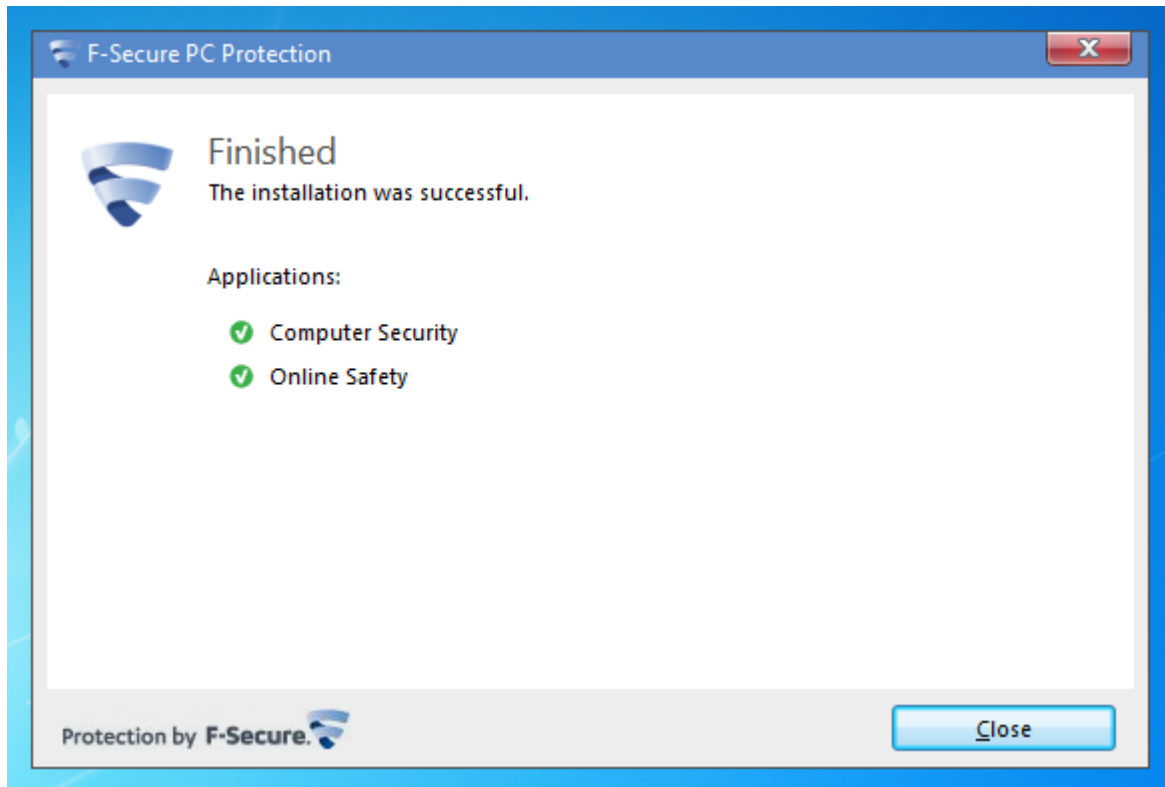 F-Secure PC Protection
Finished
The installation was successful.
Applications:
Computer Security
Online Safety
Protection by F-Secure.
Close